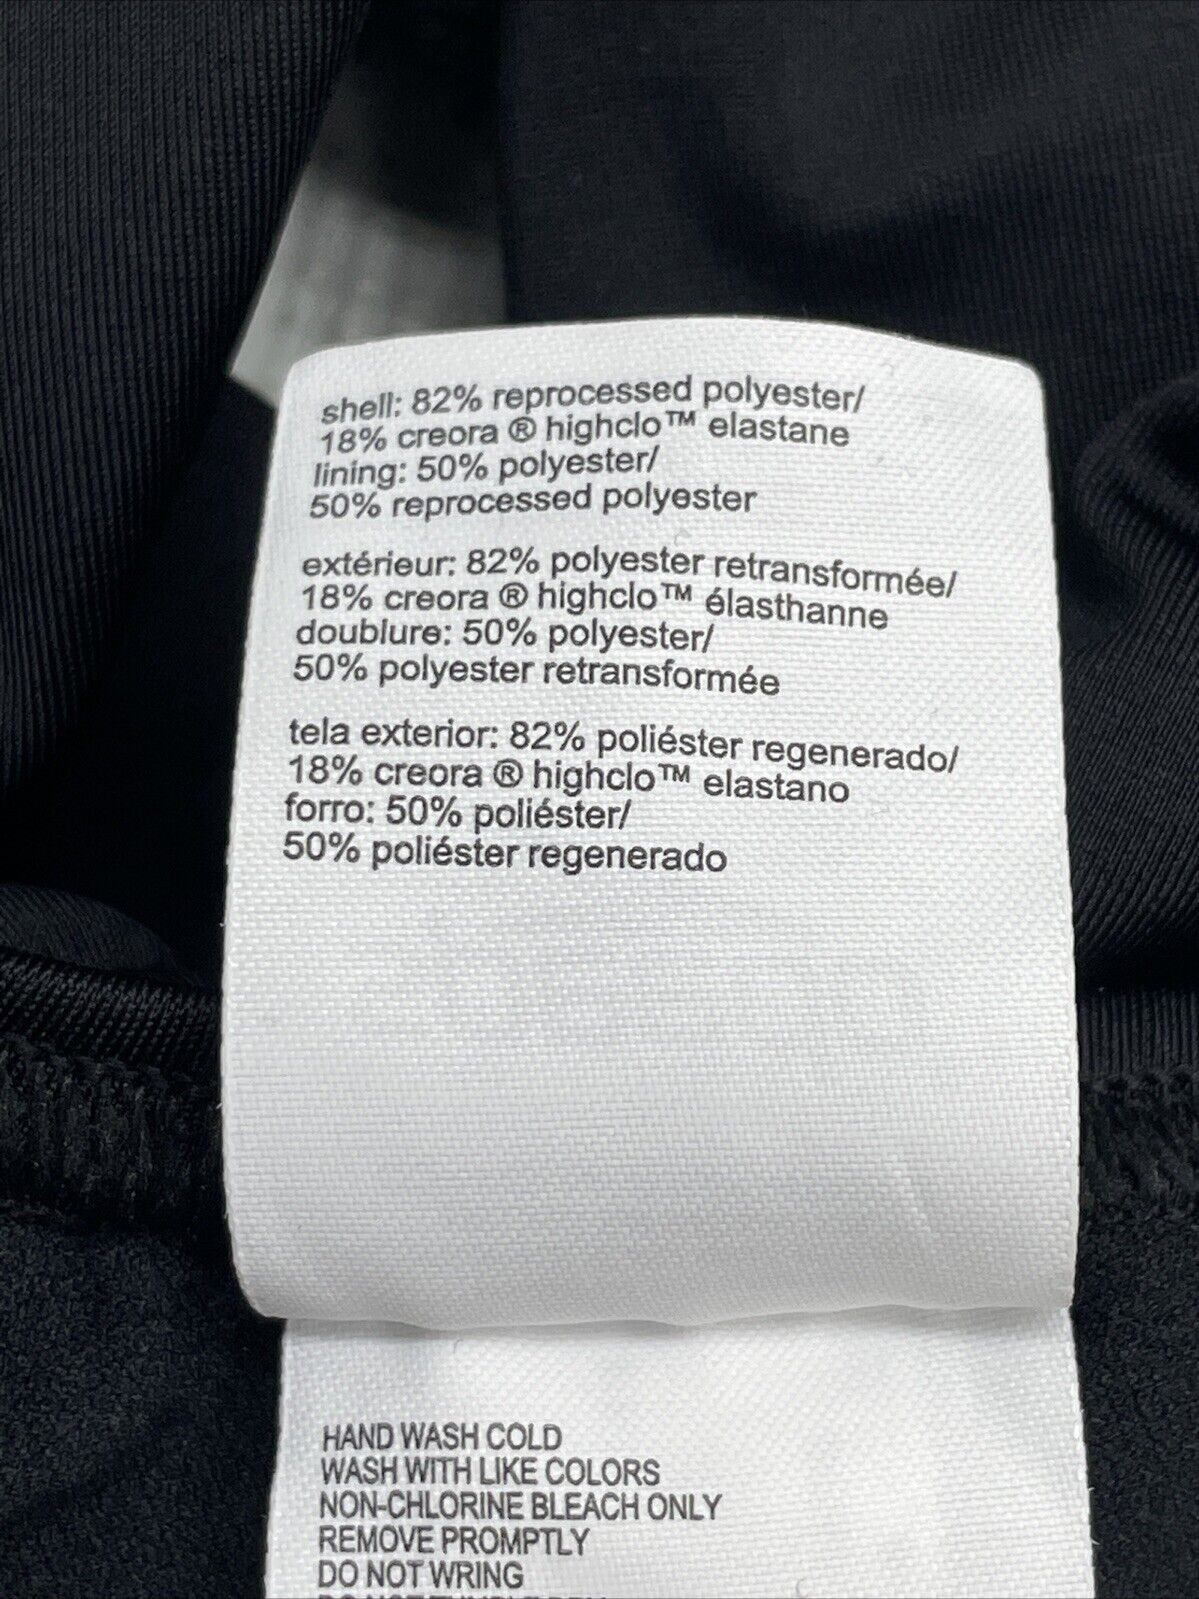 shell: 82% reprocessed polyester/
18% creora ® highclo™ elastane
lining: 50% polyester/
50% reprocessed polyester
extérieur: 82% polyester retransformée/
18% creora ® highclo™ élasthanne
doublure: 50% polyester/
50% polyester retransformée
tela exterior: 82% poliéster regenerado/
18% creora ® highclo™ elastano
forro: 50% poliéster/
50% poliéster regenerado
HAND WASH COLD
WASH WITH LIKE COLORS
NON-CHLORINE BLEACH ONLY
REMOVE PROMPTLY
DO NOT WRING